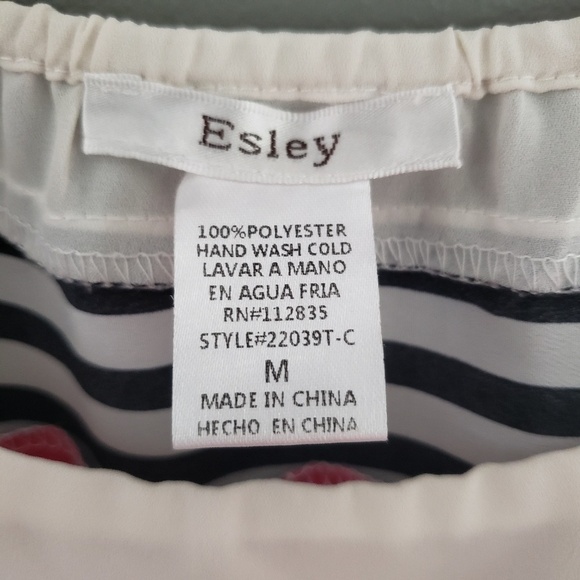 Esley
100%POLYESTER
HAND WASH COLD
LAVAR A MANO
EN AGUA FRIA
RN#112835
STYLE#22039T-C
M
MADE IN CHINA
HECHO EN CHINA